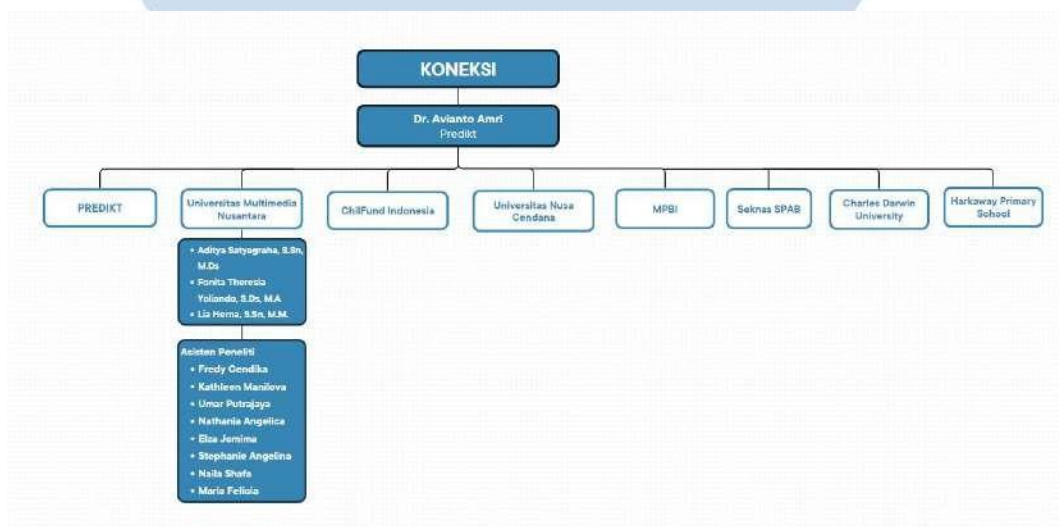 KONEKSI
Dr. Avianto Amri
Predikt
PREDIKT
Universitas Multimedia
Nusantara
ChilFund Indonesia
Universitas Nusa
Cendana
MPBI
Seknas SPAB
Charles Darwin
University
Harkaway Primary
School
• Aditya Satyagraha, S.Sn,
M.Ds
• Fonita Theresia
Yoliando, S.Ds, M.A
• Lia Herna, S.Sn, M.M.
Asisten Peneliti
• Fredy Gendika
• Kathleen Manilova
• Umar Putrajaya
• Nathania Angelica
• Elza Jemima
• Stephanie Angelina
• Naila Shafa
• Maria Felicia